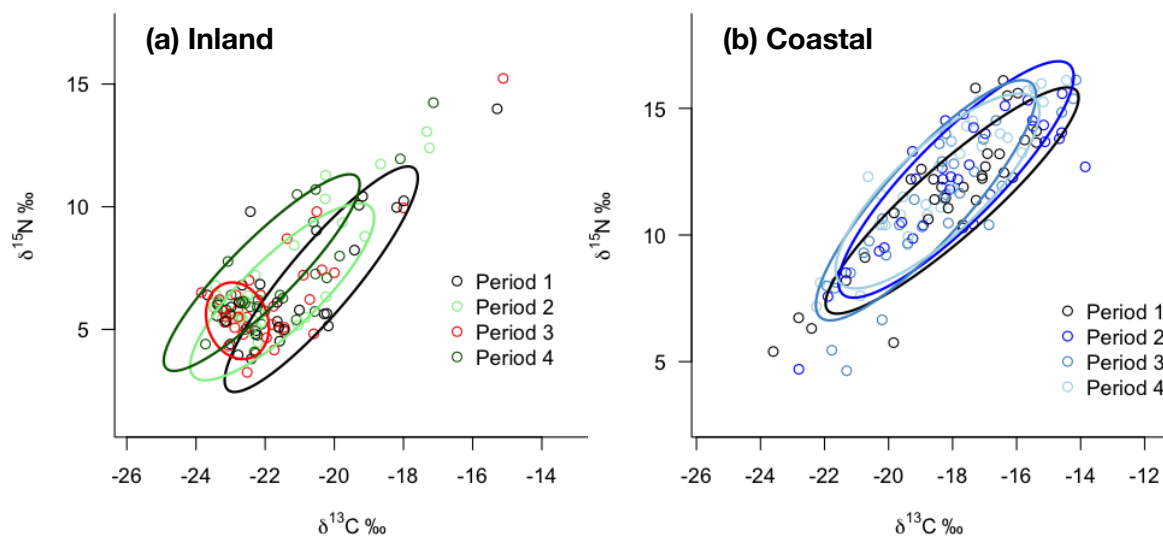 (a) Inland
15
10
5
δ15N ‰
Period 1
Period 2
Period 3
Period 4
-26 -24 -22 -20 -18 -16 -14
δ13C ‰
(b) Coastal
15
10
5
δ15N ‰
Period 1
Period 2
Period 3
Period 4
-26 -24 -22 -20 -18 -16 -14 -12
δ13C ‰